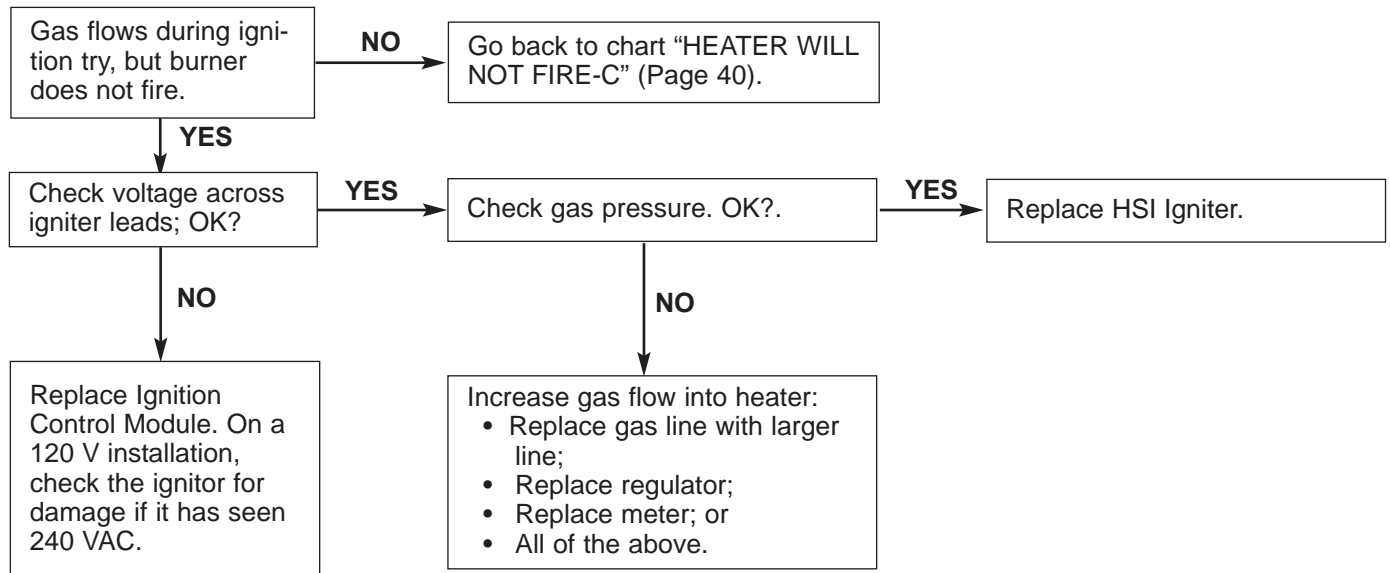 Gas flows during igni-
tion try, but burner
does not fire.
NO
Go back to chart “HEATER WILL
NOT FIRE-C” (Page 40).
YES
Check voltage across
igniter leads; OK?
YES
Check gas pressure. OK?.
YES
Replace HSI Igniter.
NO
NO
Replace Ignition
Control Module. On a
120 V installation,
check the ignitor for
damage if it has seen
240 VAC.
Increase gas flow into heater:
• Replace gas line with larger
line;
• Replace regulator;
• Replace meter; or
• All of the above.